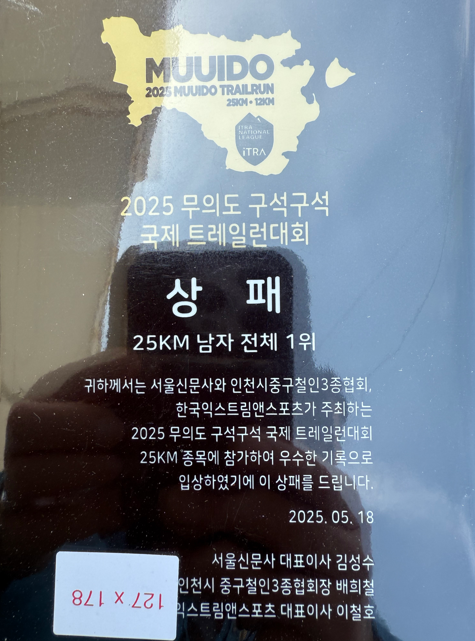 MUUIDO
2025 MUUIDO TRAILRUN
25KM • 12KM
ITRA
NATIONAL
LEAGUE
iTRA
2025 무의도 구석구석
국제 트레일런대회
상 패
25KM 남자 전체 1위
귀하께서는 서울신문사와 인천시중구철인3종협회,
한국익스트림앤스포츠가 주최하는
2025 무의도 구석구석 국제 트레일런대회
25KM 종목에 참가하여 우수한 기록으로
입상하였기에 이 상패를 드립니다.
2025. 05. 18
서울신문사 대표이사 김성수
인천시 중구철인3종협회장 배희철
익스트림앤스포츠 대표이사 이철호
127 x 178